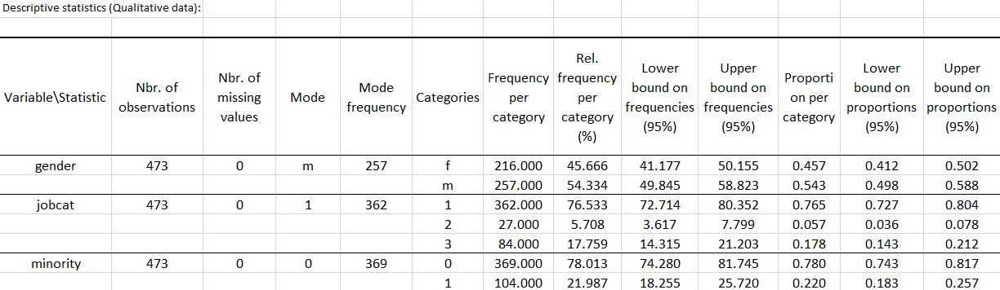 Descriptive statistics (Qualitative data):
Variable\Statistic Nbr. of observations Nbr. of missing values Mode Mode frequency Categories Frequency per category Rel. frequency per category (%) Lower bound on frequencies (95%) Upper bound on frequencies (95%) Proporti on per category Lower bound on proportions (95%) Upper bound on proportions (95%)
gender 473 0 m 257 f 216.000 45.666 41.177 50.155 0.457 0.412 0.502
m 257.000 54.334 49.845 58.823 0.543 0.498 0.588
jobcat 473 0 1 362 1 362.000 76.533 72.714 80.352 0.765 0.727 0.804
2 27.000 5.708 3.617 7.799 0.057 0.036 0.078
3 84.000 17.759 14.315 21.203 0.178 0.143 0.212
minority 473 0 0 369 0 369.000 78.013 74.280 81.745 0.780 0.743 0.817
1 104.000 21.987 18.255 25.720 0.220 0.183 0.257